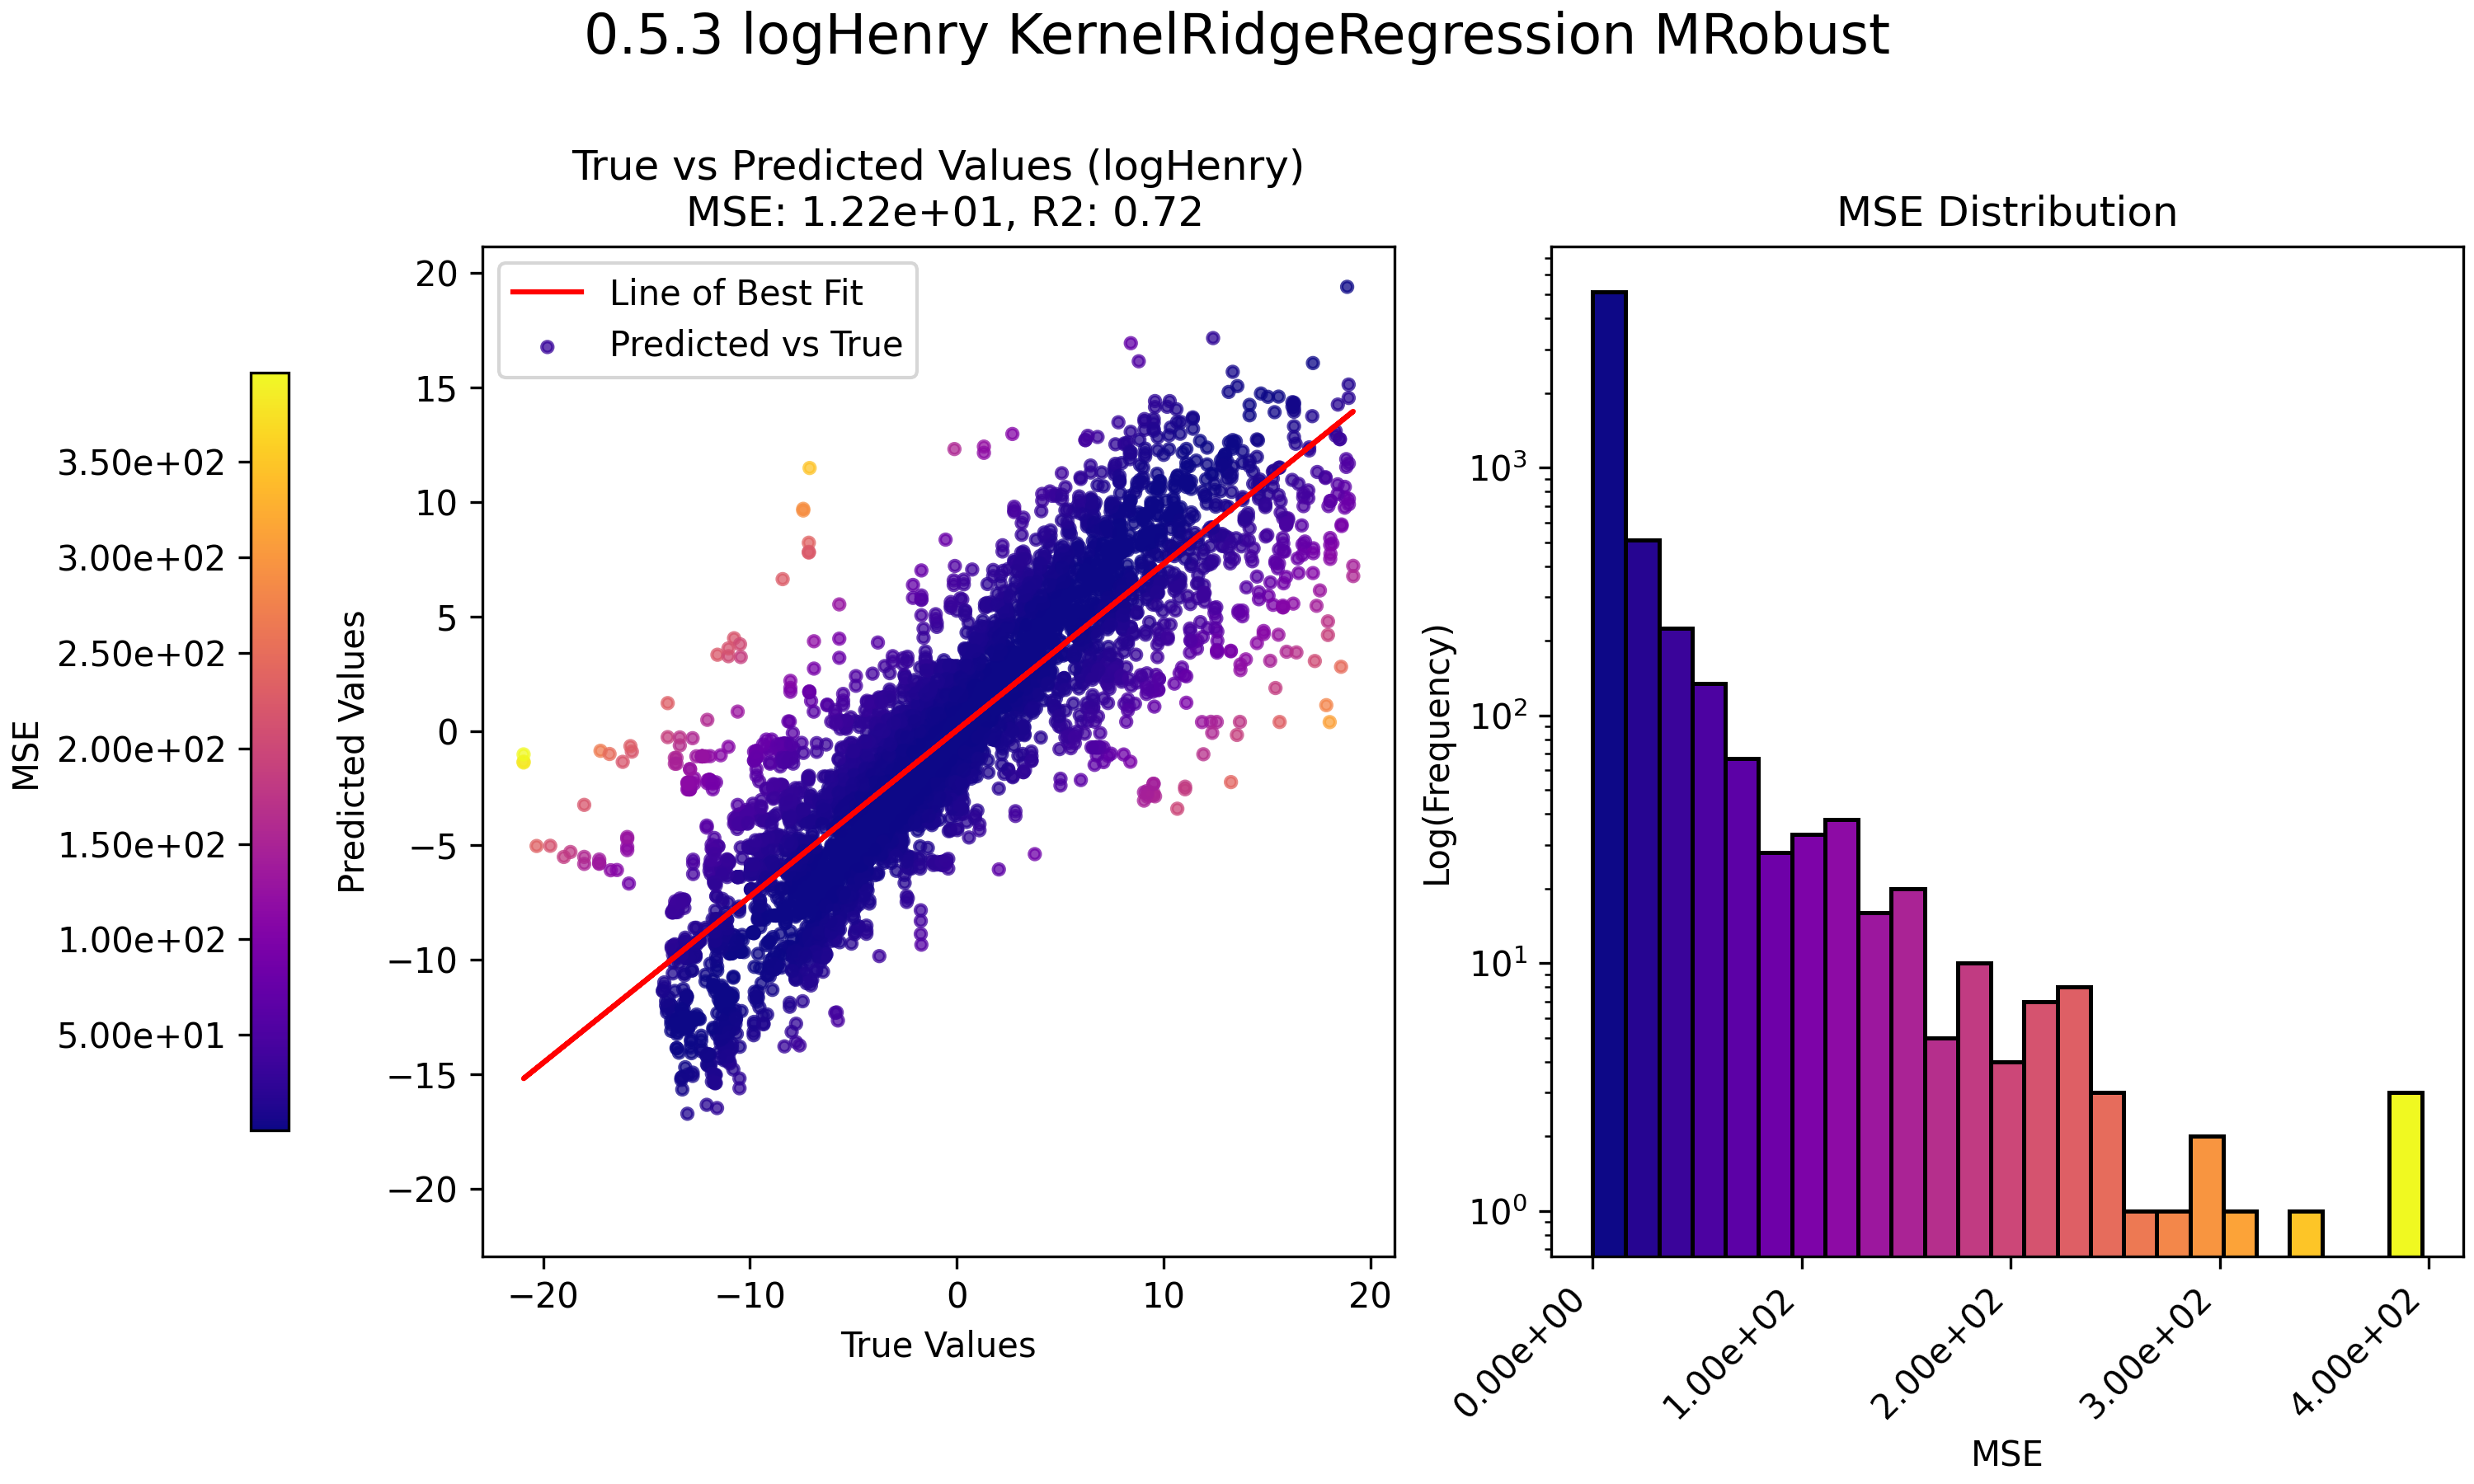 0.5.3 logHenry KernelRidgeRegression MRobust
MSE
3.50e+02
3.00e+02
2.50e+02
2.00e+02
1.50e+02
1.00e+02
5.00e+01
True vs Predicted Values (logHenry)
MSE: 1.22e+01, R2: 0.72
Line of Best Fit
Predicted vs True
Predicted Values
20
15
10
5
0
−5
−10
−15
−20
−20
−10
0
10
20
True Values
MSE Distribution
Log(Frequency)
10³
10²
10¹
10⁰
0.00e+00
1.00e+02
2.00e+02
3.00e+02
4.00e+02
MSE